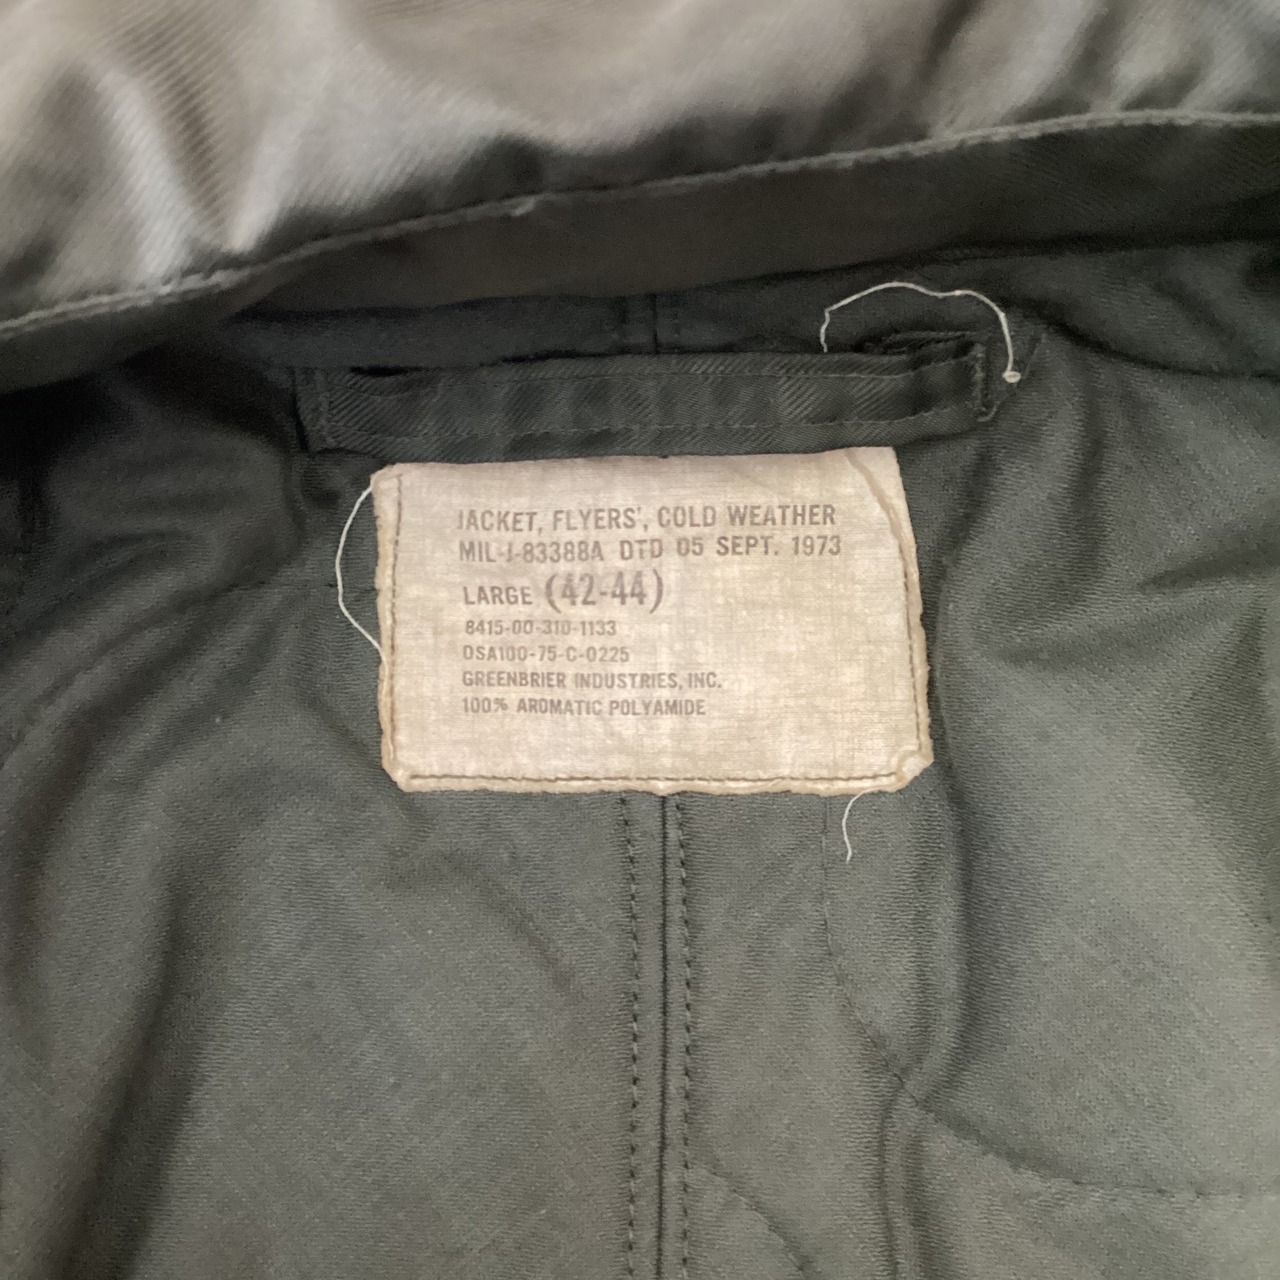 JACKET, FLYERS', COLD WEATHER
MIL-J-83388A DTD 05 SEPT. 1973
LARGE (42-44)
8415-00-310-1133
DSA100-75-C-0225
GREENBRIER INDUSTRIES, INC.
100% AROMATIC POLYAMIDE